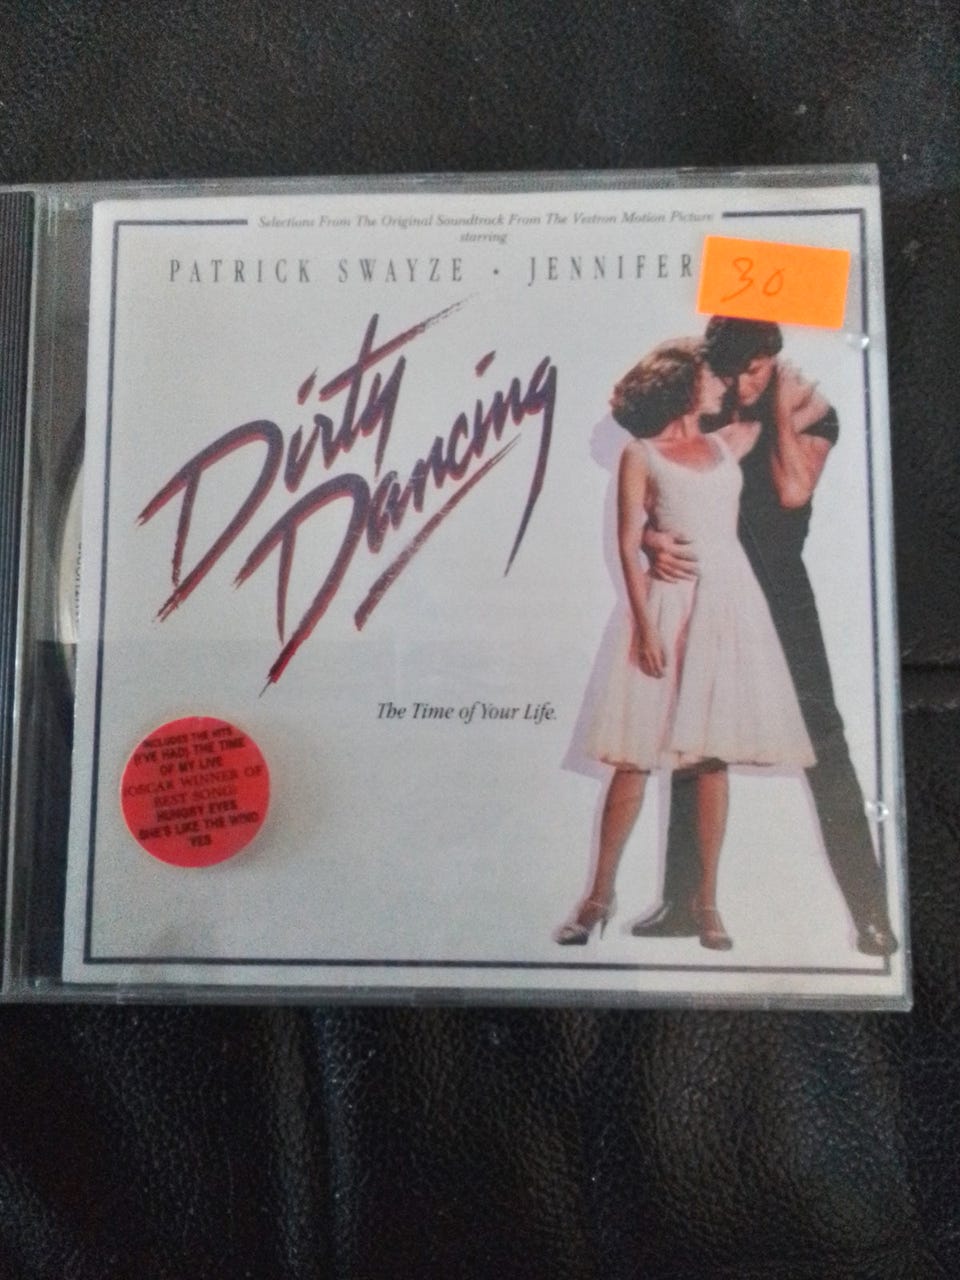 Selections From The Original Soundtrack From The Vestron Motion Picture
starring
PATRICK SWAYZE • JENNIFER
30
Dirty
Dancing
The Time of Your Life.
INCLUDES THE HITS
(I'VE HAD) THE TIME
OF MY LIVE
(OSCAR WINNER OF
BEST SONG)
HUNGRY EYES
SHE'S LIKE THE WIND
YES